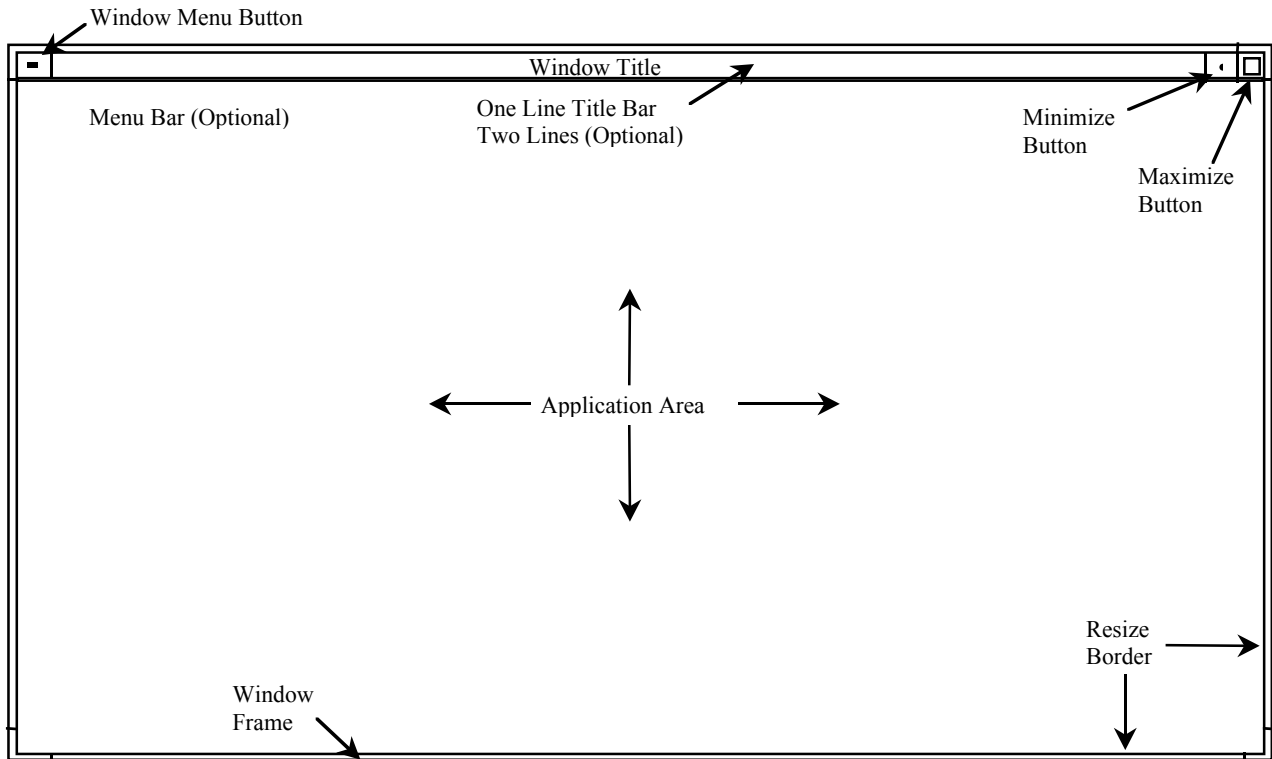 Window Menu Button
Window Title
Menu Bar (Optional)
One Line Title Bar
Two Lines (Optional)
Minimize
Button
Maximize
Button
Application Area
Resize
Border
Window
Frame